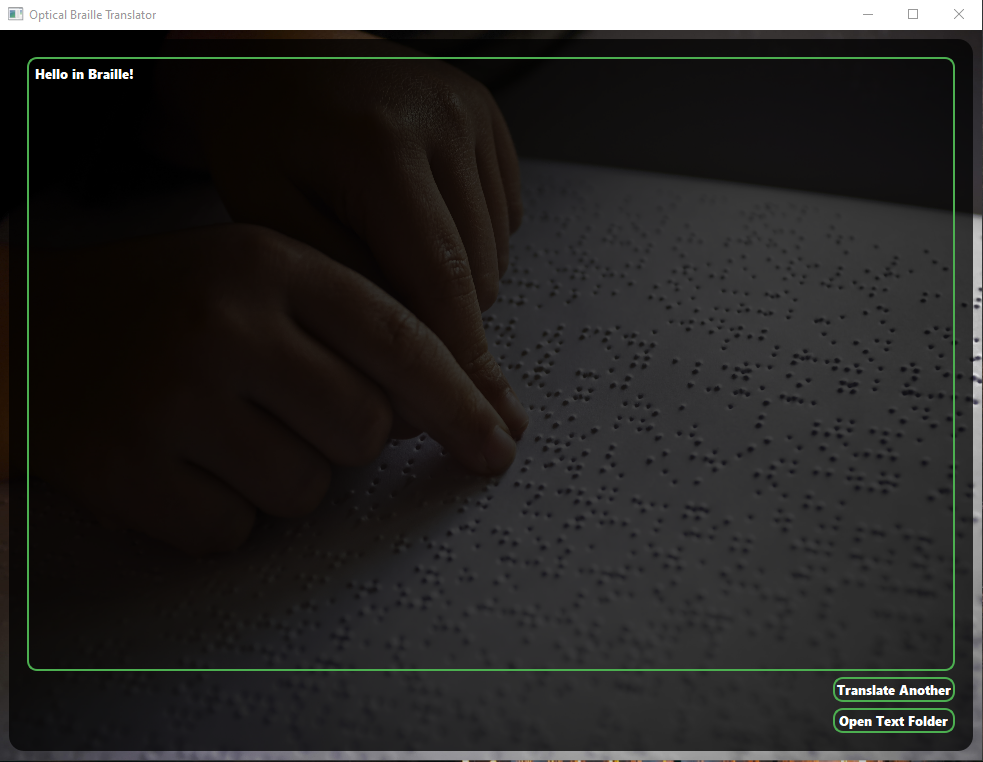 Optical Braille Translator
Hello in Braille!
Translate Another
Open Text Folder